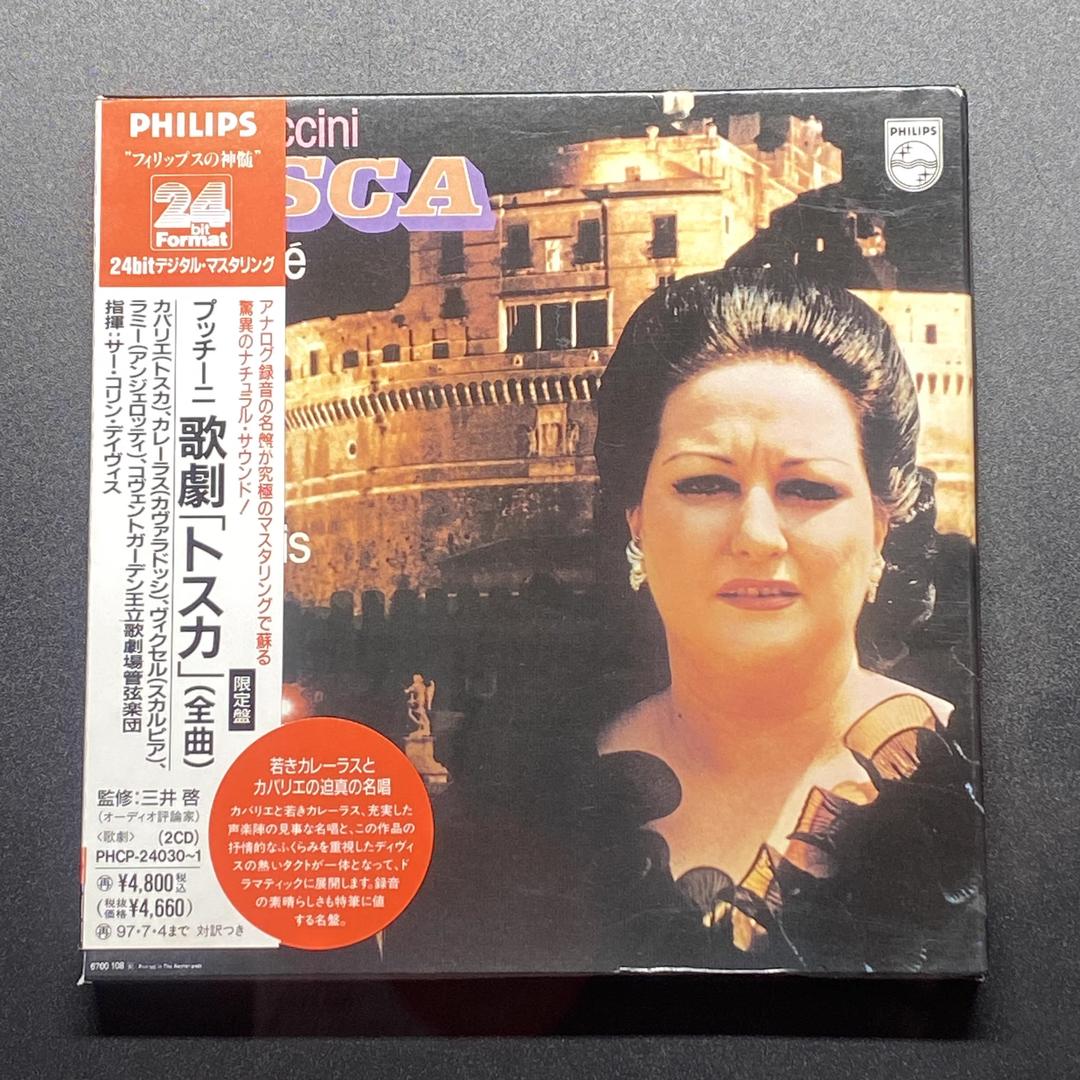 PHILIPS
"フィリップスの神髄"
24
bit
Format
24bitデジタル・マスタリング
アナログ録音の名盤が究極のマスタリングで蘇る
驚異のナチュラル・サウンド!
プッチーニ 歌劇「トスカ」(全曲)
限定盤
カバリエ(トスカ)、カレーラス(カヴァラドッシ)、ヴィクセル(スカルピア)、
ラミー(アンジェロッティ)、コヴェントガーデン王立歌劇場管弦楽団
指揮:サー・コリン・デイヴィス
監修:三井 啓
(オーディオ評論家)
〈歌劇〉 (2CD)
PHCP-24030~1
再 ¥4,800税込
(税抜価格¥4,660)
再 97・7・4まで 対訳つき
ccini
SCA
é
is
PHILIPS
若きカレーラスと
カバリエの迫真の名唱
カバリエと若きカレーラス、充実した
声楽陣の見事な名唱と、この作品の
抒情的なふくらみを重視したディヴィ
スの熱いタクトが一体となって、ド
ラマティックに展開します。録音
の素晴らしさも特筆に値
する名盤。
6700 108 Printed in The Netherlands